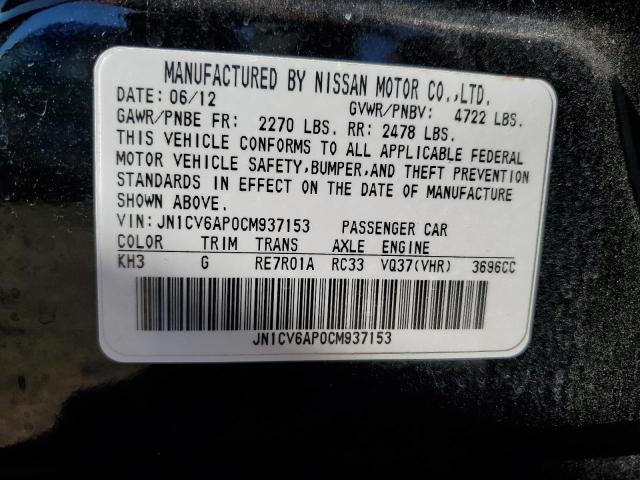 MANUFACTURED BY NISSAN MOTOR CO.,LTD.
DATE: 06/12 GVWR/PNBV: 4722 LBS.
GAWR/PNBE FR: 2270 LBS. RR: 2478 LBS.
THIS VEHICLE CONFORMS TO ALL APPLICABLE FEDERAL
MOTOR VEHICLE SAFETY,BUMPER,AND THEFT PREVENTION
STANDARDS IN EFFECT ON THE DATE OF MANUFACTURE
SHOWN ABOVE.
VIN:JN1CV6AP0CM937153 PASSENGER CAR
COLOR TRIM TRANS AXLE ENGINE
KH3 G RE7R01A RC33 VQ37(VHR) 3696CC
JN1CV6AP0CM937153